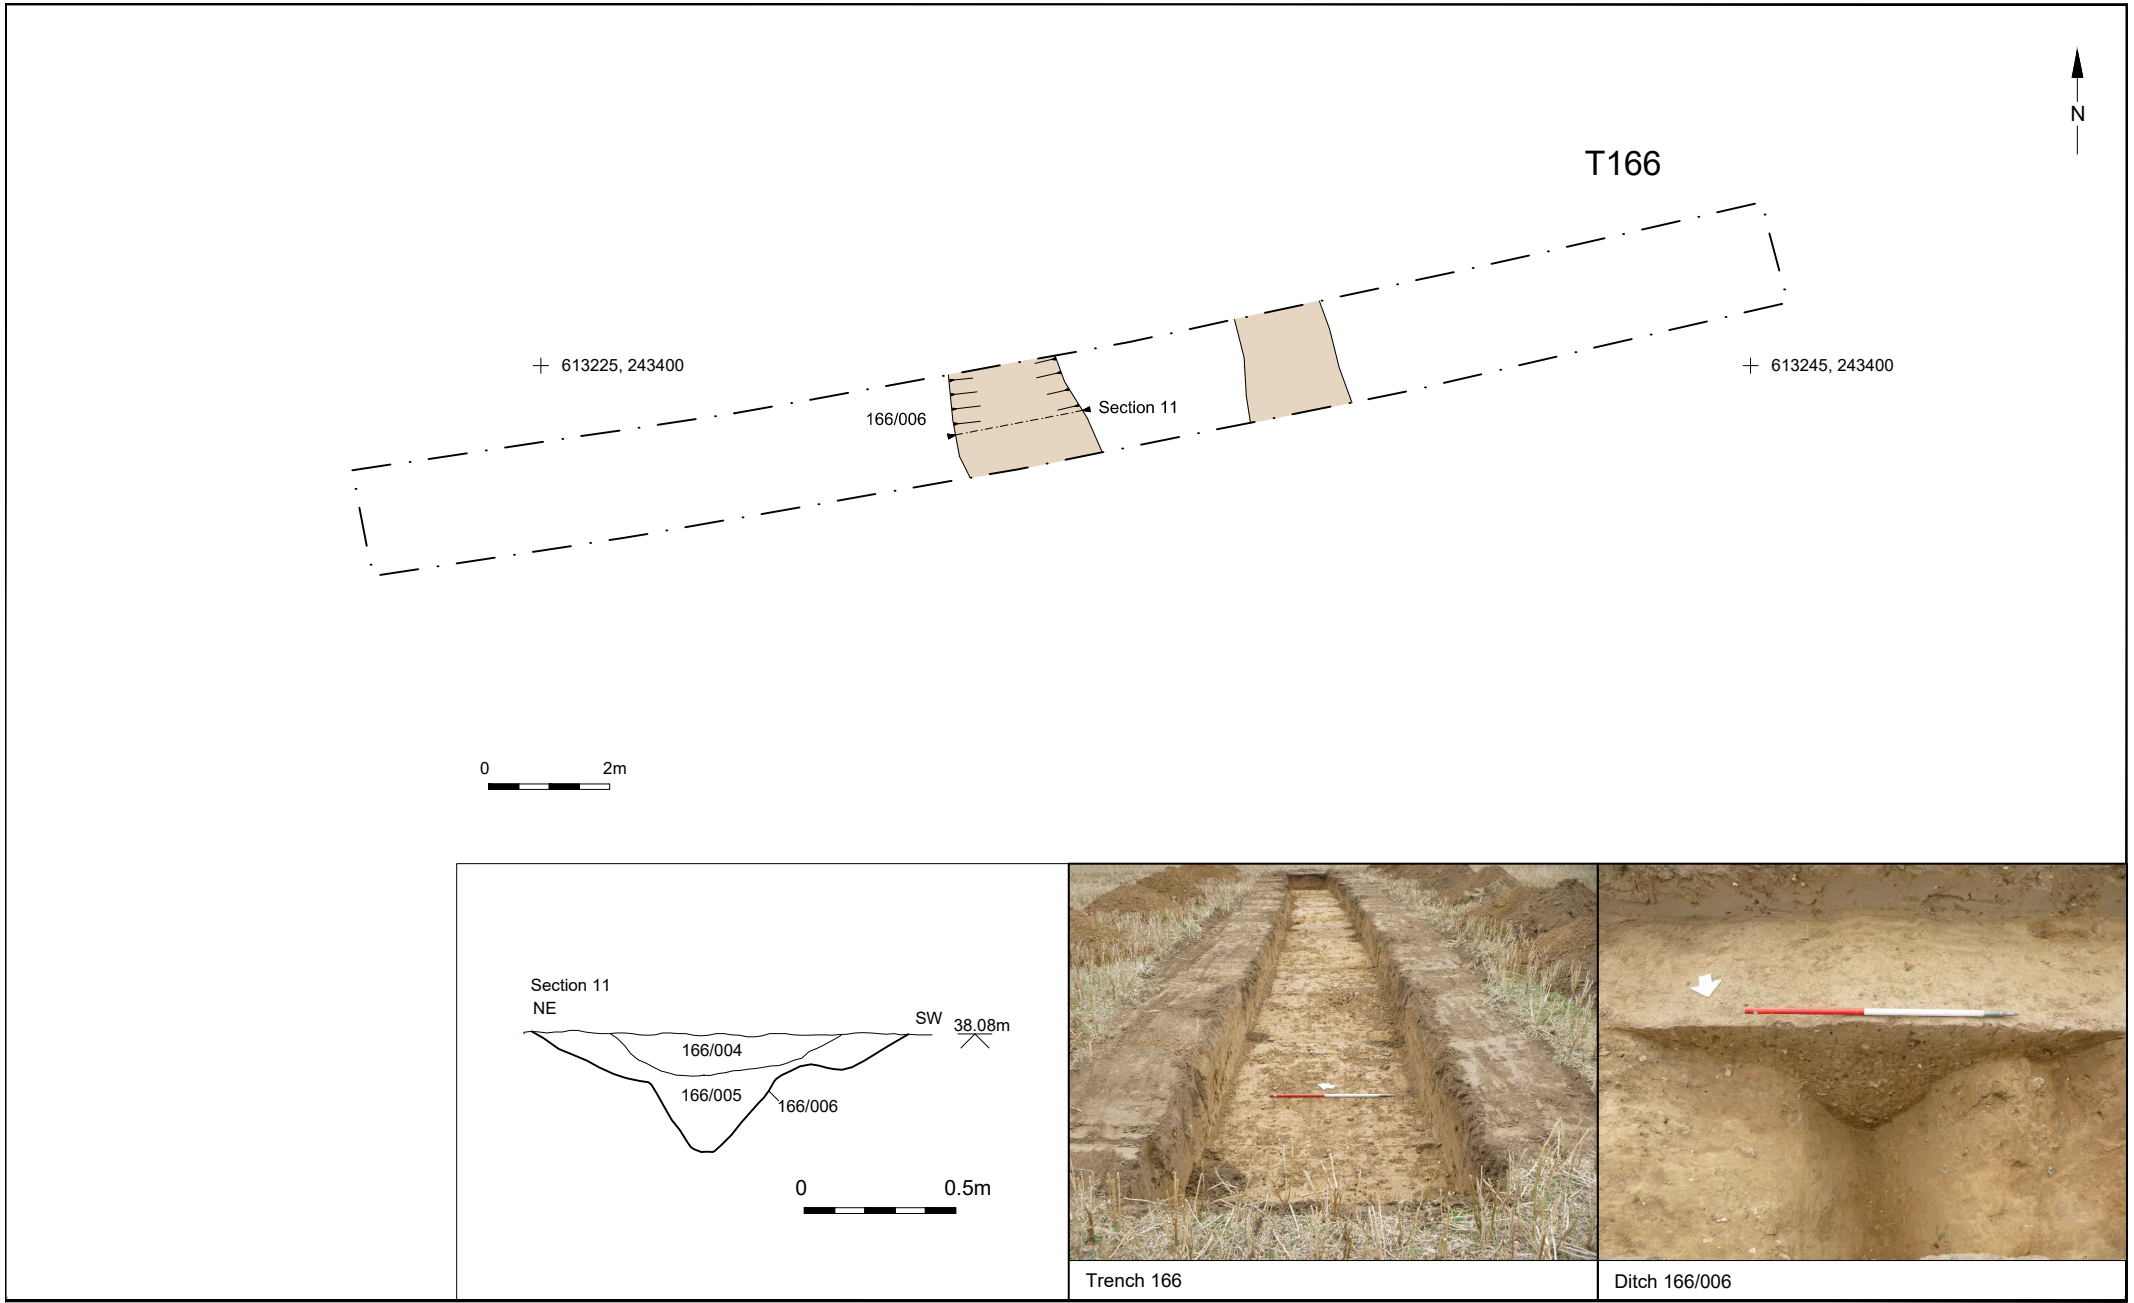 N
T166
613225, 243400
613245, 243400
166/006
Section 11
0 2m
Section 11
NE
SW 38.08m
166/004
166/005
166/006
0 0.5m
Trench 166
Ditch 166/006